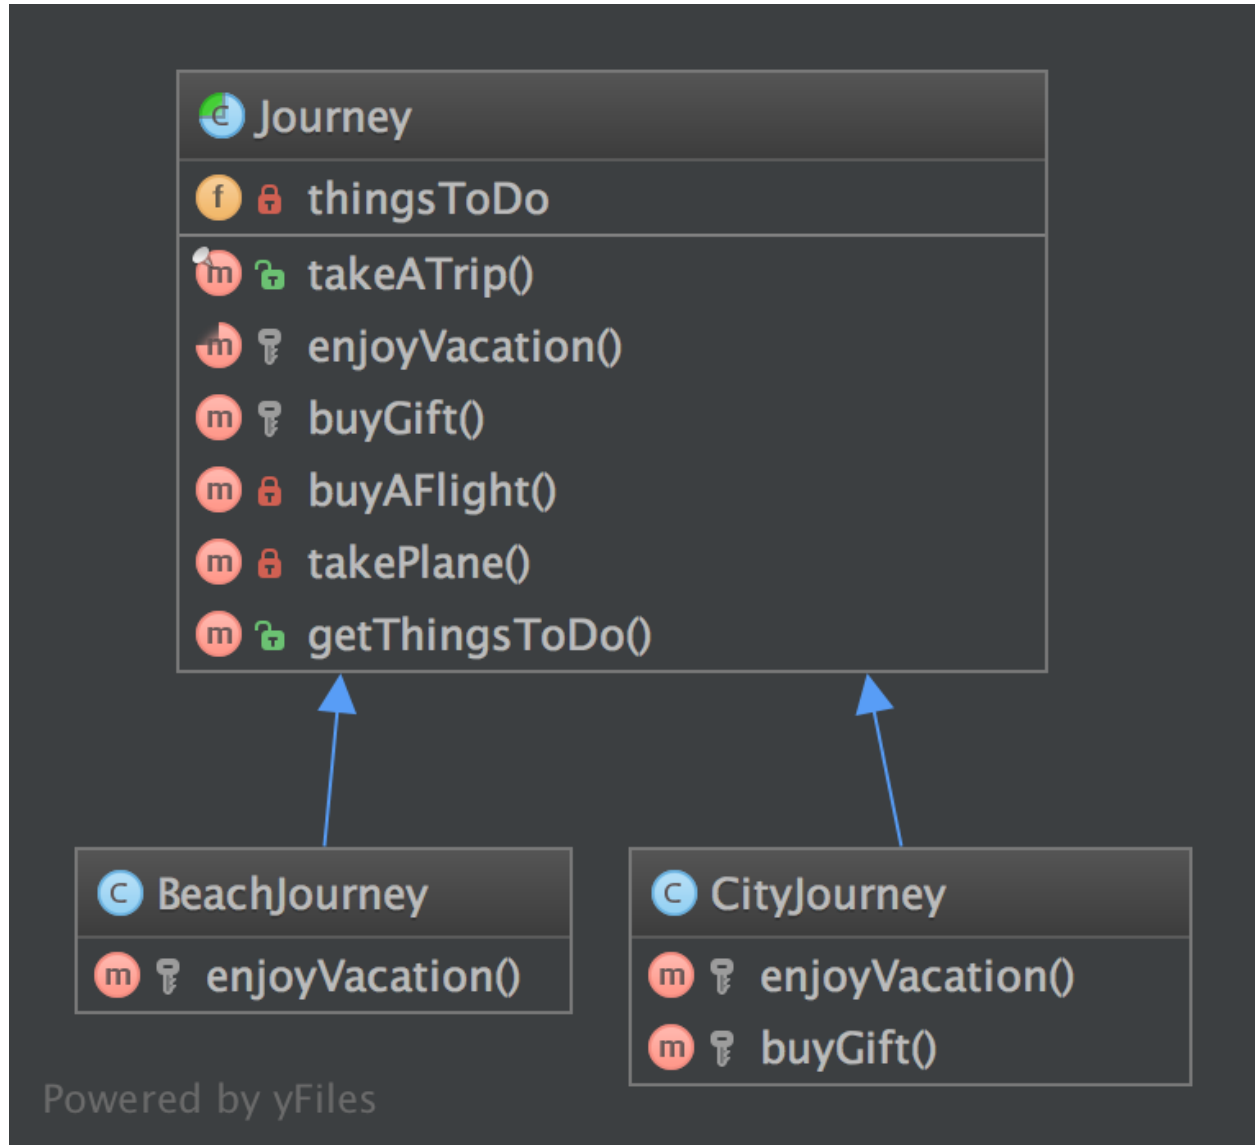 Journey
thingsToDo
takeATrip()
enjoyVacation()
buyGift()
buyAFlight()
takePlane()
getThingsToDo()
BeachJourney
enjoyVacation()
CityJourney
enjoyVacation()
buyGift()
Powered by yFiles